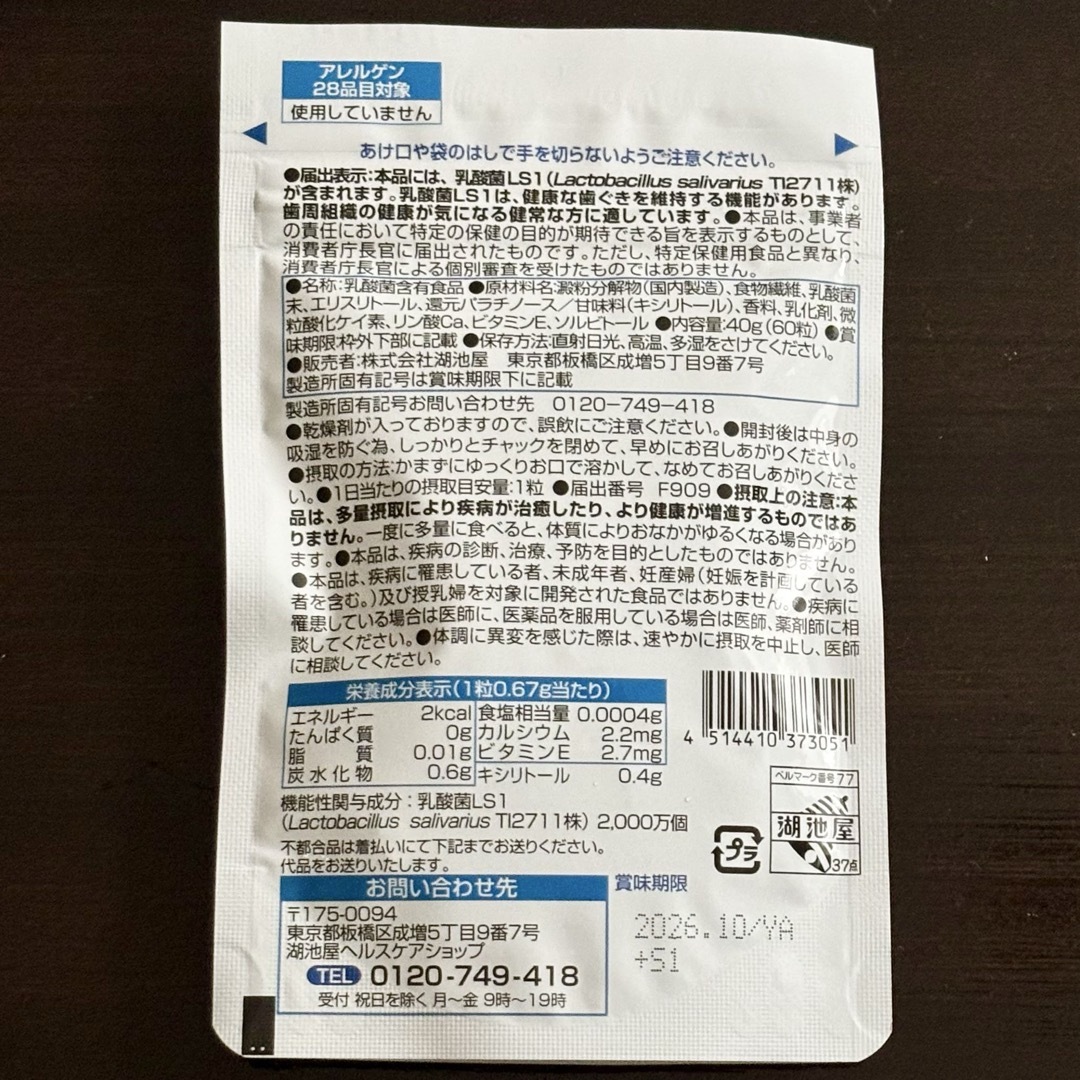 アレルゲン
28品目対象
使用していません
あけ口や袋のはしで手を切らないようご注意ください。
●届出表示:本品には、乳酸菌LS1(Lactobacillus salivarius TI2711株)
が含まれます。乳酸菌LS1は、健康な歯ぐきを維持する機能があります。
歯周組織の健康が気になる健常な方に適しています。●本品は、事業者
の責任において特定の保健の目的が期待できる旨を表示するものとして、
消費者庁長官に届出されたものです。ただし、特定保健用食品と異なり、
消費者庁長官による個別審査を受けたものではありません。
●名称:乳酸菌含有食品 ●原材料名:澱粉分解物(国内製造)、食物繊維、乳酸菌
末、エリスリトール、還元パラチノース/甘味料(キシリトール)、香料、乳化剤、微
粒酸化ケイ素、リン酸Ca、ビタミンE、ソルビトール ●内容量:40g(60粒) ●賞
味期限:枠外下部に記載 ●保存方法:直射日光、高温、多湿をさけてください。
●販売者:株式会社湖池屋 東京都板橋区成増5丁目9番7号
製造所固有記号は賞味期限下に記載
製造所固有記号お問い合わせ先 0120-749-418
●乾燥剤が入っておりますので、誤飲にご注意ください。●開封後は中身の
吸湿を防ぐ為、しっかりとチャックを閉めて、早めにお召しあがりください。
●摂取の方法:かまずにゆっくりお口で溶かして、なめてお召しあがりくださ
い。●1日当たりの摂取目安量:1粒 ●届出番号 F909 ●摂取上の注意:本
品は、多量摂取により疾病が治癒したり、より健康が増進するものではあ
りません。一度に多量に食べると、体質によりおなかがゆるくなる場合があり
ます。●本品は、疾病の診断、治療、予防を目的としたものではありません。
●本品は、疾病に罹患している者、未成年者、妊産婦(妊娠を計画している
者を含む。)及び授乳婦を対象に開発された食品ではありません。●疾病に
罹患している場合は医師に、医薬品を服用している場合は医師、薬剤師に相
談してください。●体調に異変を感じた際は、速やかに摂取を中止し、医師
に相談してください。
栄養成分表示(1粒0.67g当たり)
エネルギー 2kcal 食塩相当量 0.0004g
たんぱく質 0g カルシウム 2.2mg
脂質 0.01g ビタミンE 2.7mg
炭水化物 0.6g キシリトール 0.4g
4 514410 373051
機能性関与成分:乳酸菌LS1
(Lactobacillus salivarius TI2711株) 2,000万個
ベルマーク番号77
湖池屋
37点
プラ
不都合品は着払いにて下記までお送りください。
代品をお送りいたします。
お問い合わせ先
〒175-0094
東京都板橋区成増5丁目9番7号
湖池屋ヘルスケアショップ
TEL 0120-749-418
受付 祝日を除く 月〜金 9時〜19時
賞味期限
2026.10/YA
+S1